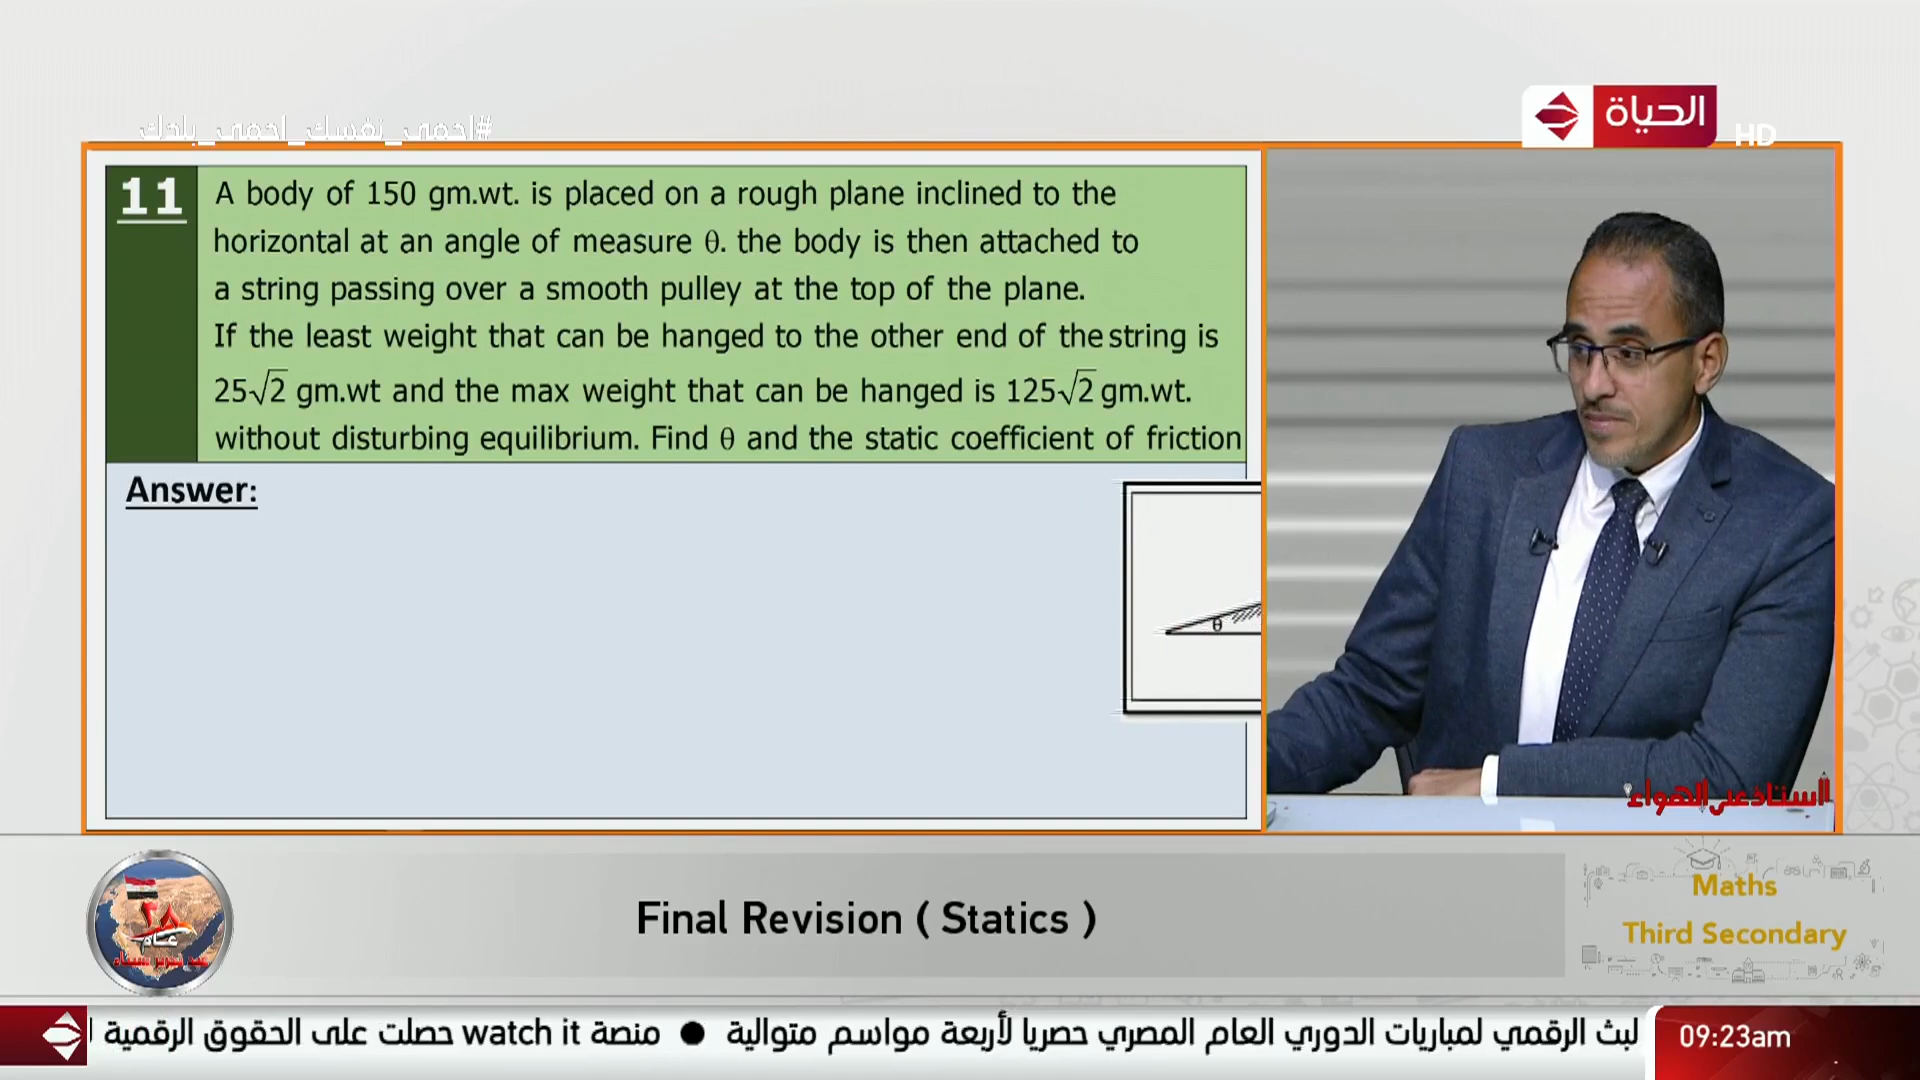 #احمي_نفسك_احمي_بلدك
الحياة
HD
11
A body of 150 gm.wt. is placed on a rough plane inclined to the
horizontal at an angle of measure θ. the body is then attached to
a string passing over a smooth pulley at the top of the plane.
If the least weight that can be hanged to the other end of the string is
25√2 gm.wt and the max weight that can be hanged is 125√2 gm.wt.
without disturbing equilibrium. Find θ and the static coefficient of friction
Answer:
θ
أستاذ على الهواء
٣٨
عام
Final Revision ( Statics )
Maths
Third Secondary
لبث الرقمي لمباريات الدوري العام المصري حصريا لأربعة مواسم متوالية ● منصة watch it حصلت على الحقوق الرقمية
09:23am